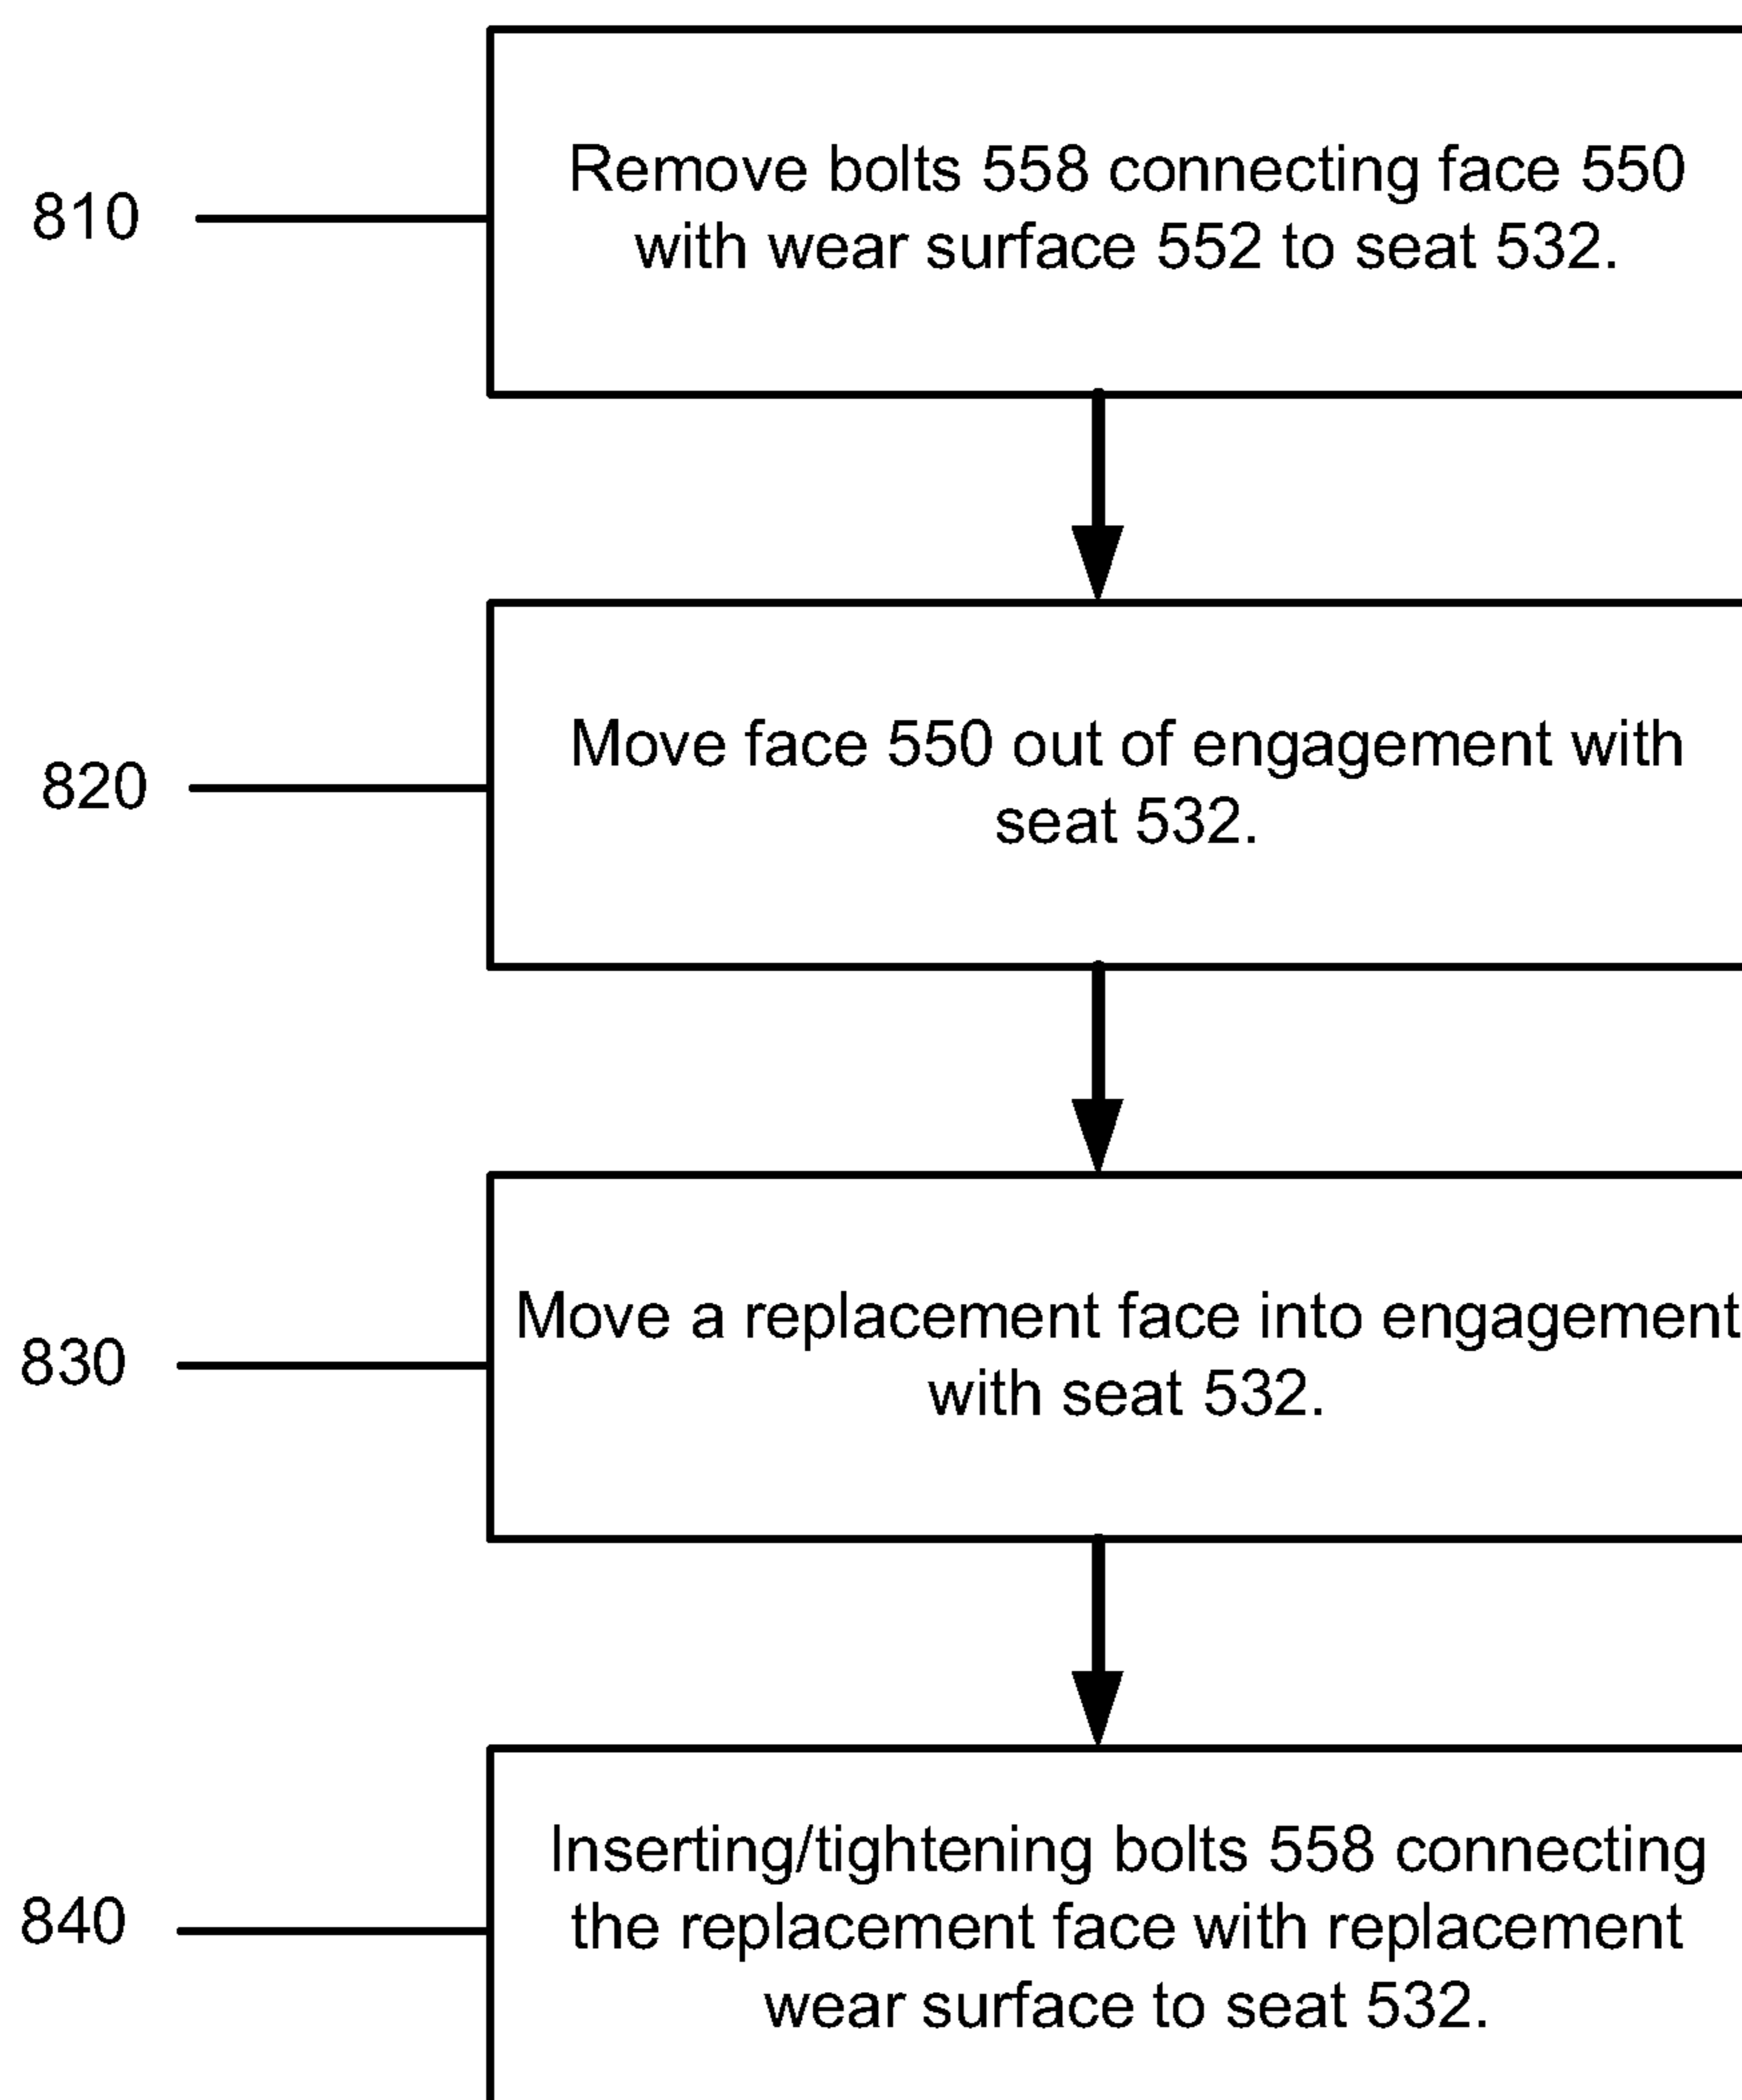 810
Remove bolts 558 connecting face 550
with wear surface 552 to seat 532.
820
Move face 550 out of engagement with
seat 532.
830
Move a replacement face into engagement
with seat 532.
840
Inserting/tightening bolts 558 connecting
the replacement face with replacement
wear surface to seat 532.